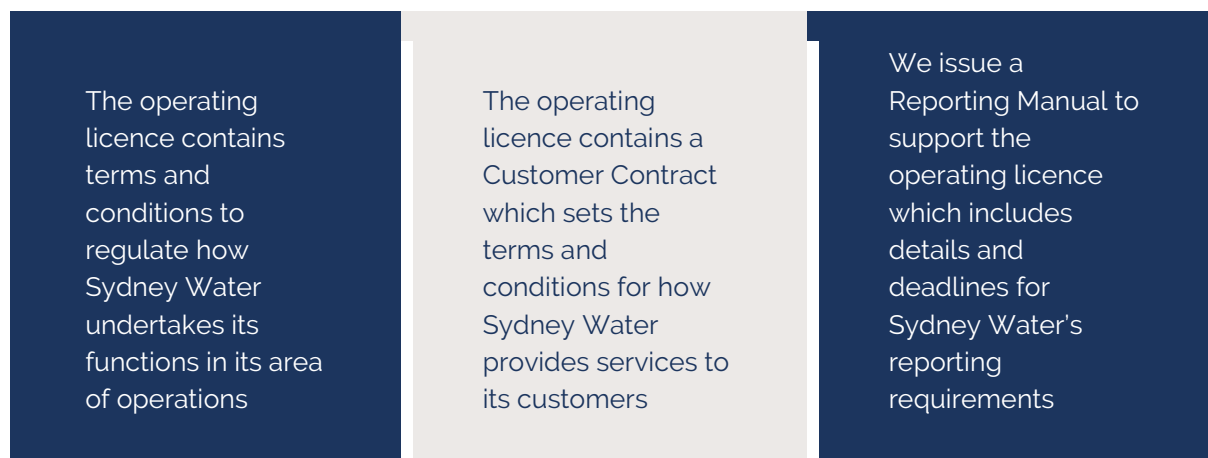 The operating
licence contains
terms and
conditions to
regulate how
Sydney Water
undertakes its
functions in its area
of operations
The operating
licence contains a
Customer Contract
which sets the
terms and
conditions for how
Sydney Water
provides services to
its customers
We issue a
Reporting Manual to
support the
operating licence
which includes
details and
deadlines for
Sydney Water’s
reporting
requirements